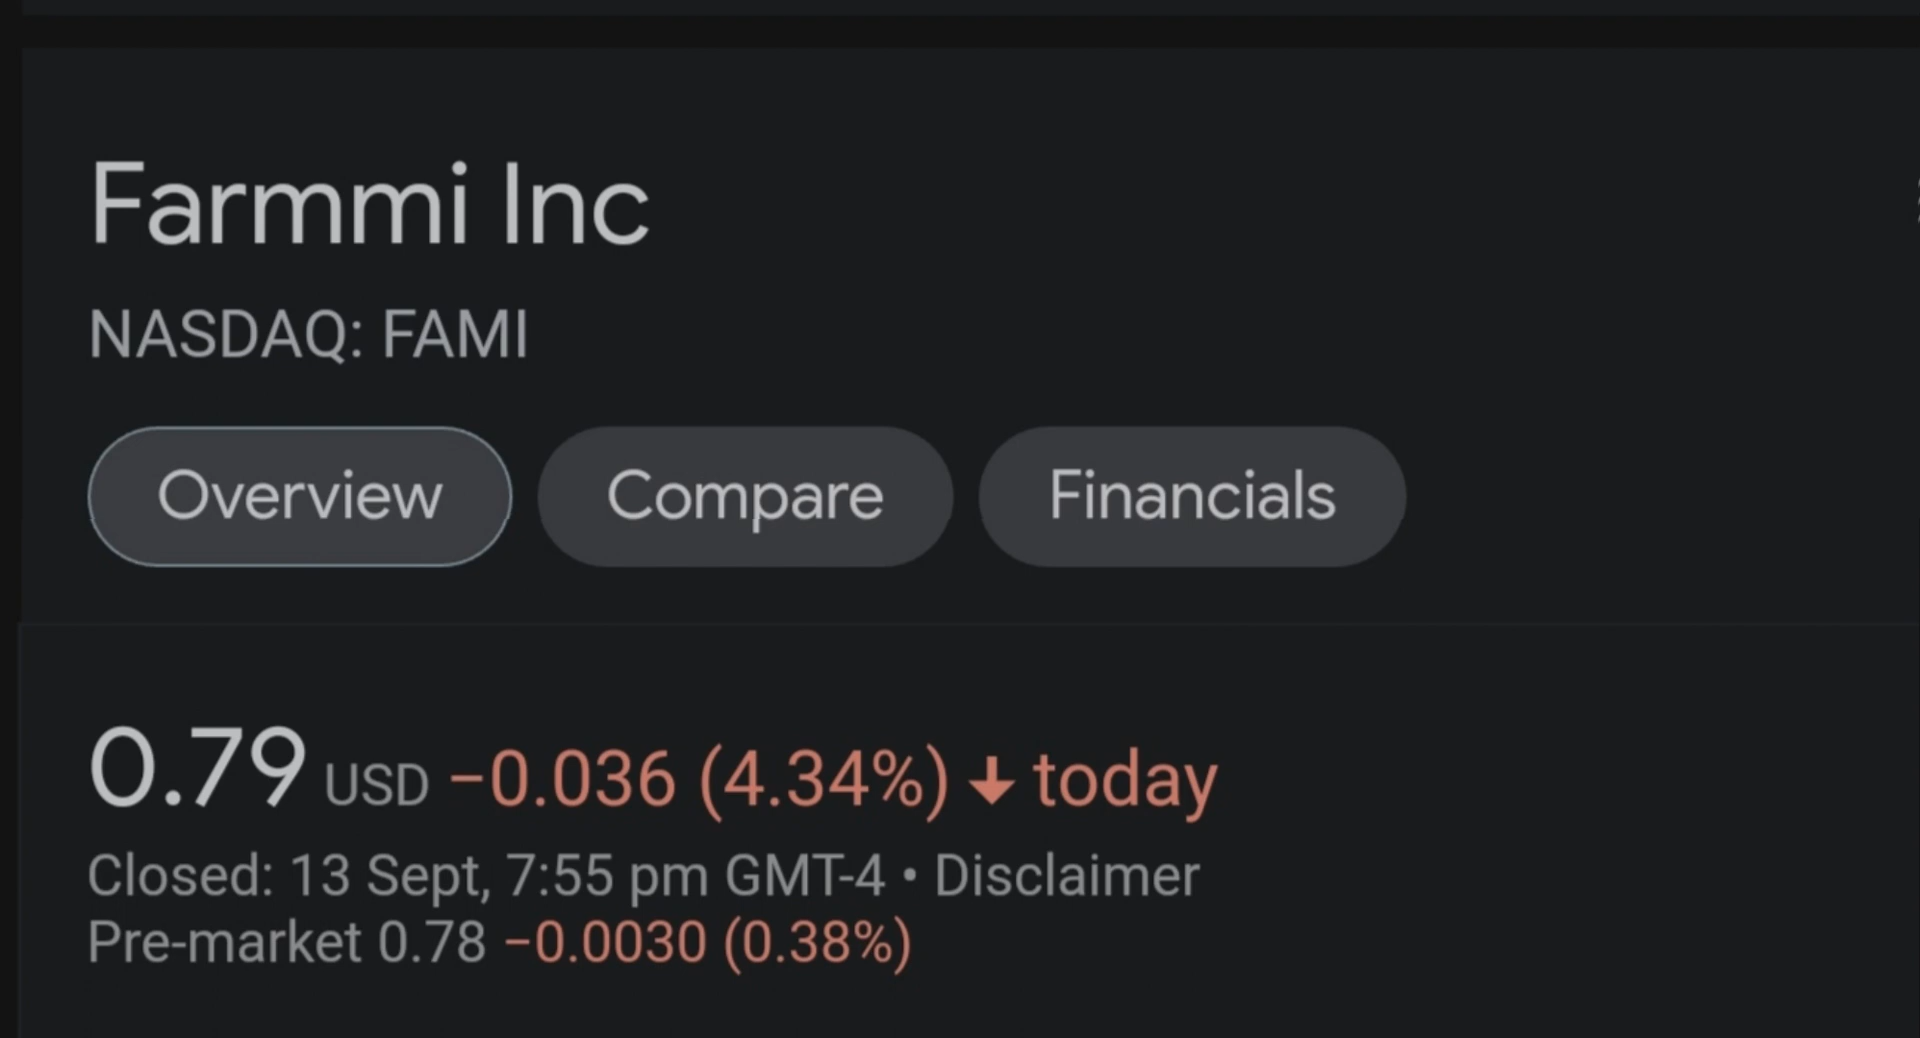 Farmmi Inc
NASDAQ: FAMI
Overview Compare Financials
0.79 USD −0.036 (4.34%) ↓ today
Closed: 13 Sept, 7:55 pm GMT-4 • Disclaimer
Pre-market 0.78 −0.0030 (0.38%)